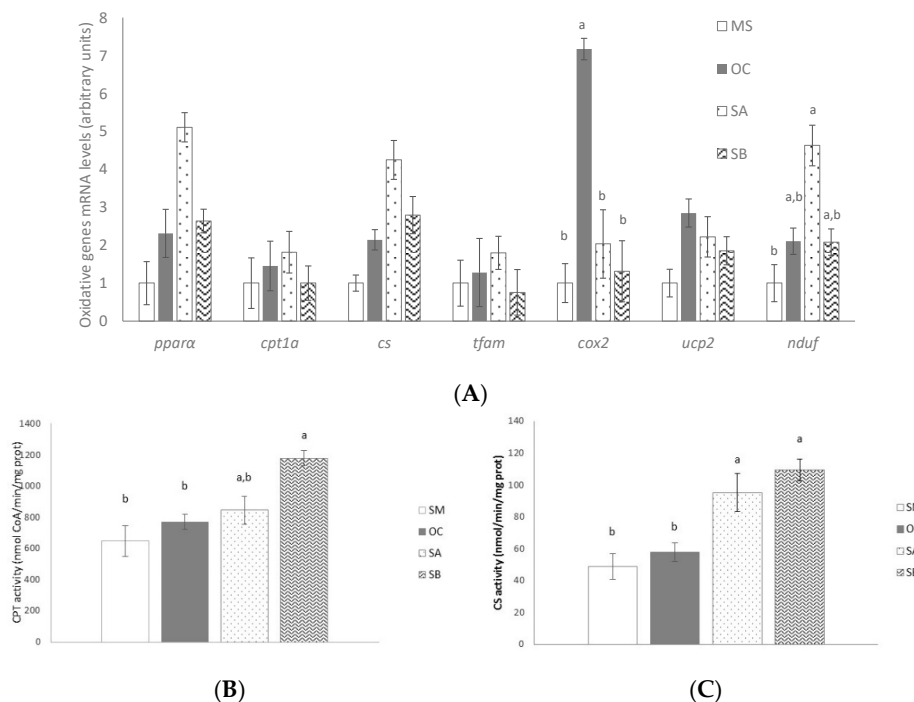 Oxidative genes mRNA levels (arbitrary units)
8
7
6
5
4
3
2
1
0
a
b
b
b
a
a,b
a,b
b
MS
OC
SA
SB
pparα
cpt1a
cs
tfam
cox2
ucp2
nduf
(A)
CPT activity (nmol CoA/min/mg prot)
1400
1200
1000
800
600
400
200
0
b
b
a,b
a
SM
OC
SA
SB
(B)
CS activity (nmol/min/mg prot)
140
120
100
80
60
40
20
0
b
b
a
a
(C)